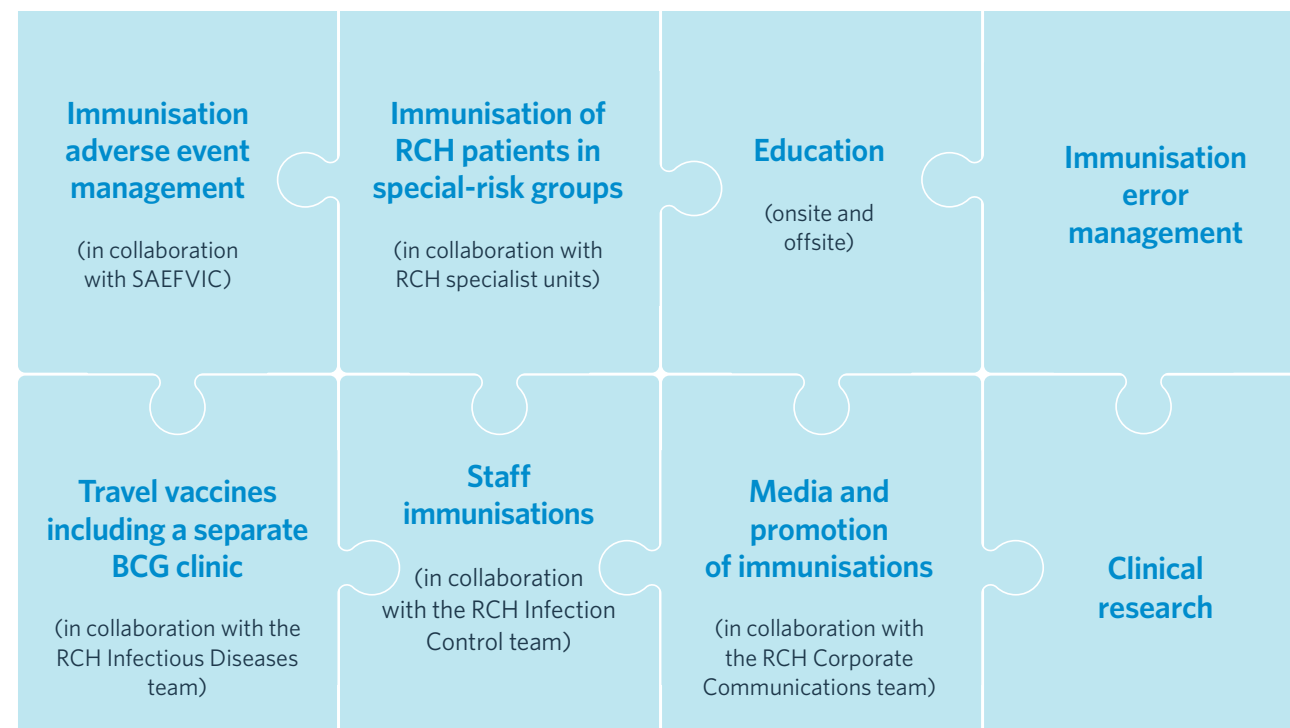 Immunisation
adverse event
management
(in collaboration
with SAEFVIC)
Immunisation of
RCH patients in
special-risk groups
(in collaboration with
RCH specialist units)
Education
(onsite and
offsite)
Immunisation
error
management
Travel vaccines
including a separate
BCG clinic
(in collaboration with the
RCH Infectious Diseases
team)
Staff
immunisations
(in collaboration
with the RCH Infection
Control team)
Media and
promotion
of immunisations
(in collaboration with
the RCH Corporate
Communications team)
Clinical
research